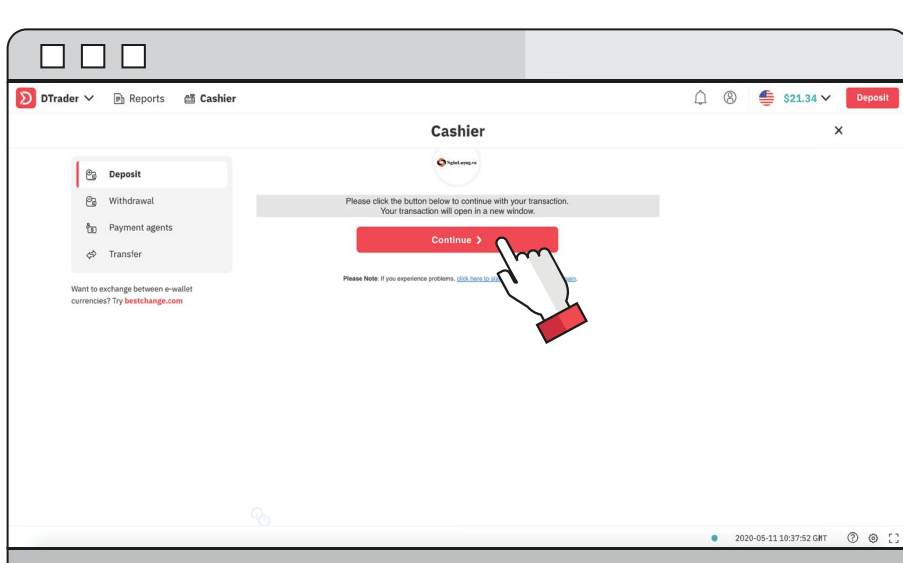 DTrader
Reports
Cashier
$21.34
Deposit
Cashier
Deposit
Withdrawal
Payment agents
Transfer
Want to exchange between e-wallet
currencies? Try bestchange.com
NganLuong.vn
Please click the button below to continue with your transaction.
Your transaction will open in a new window.
Continue
Please Note: If you experience problems, click here to
2020-05-11 10:37:52 GMT